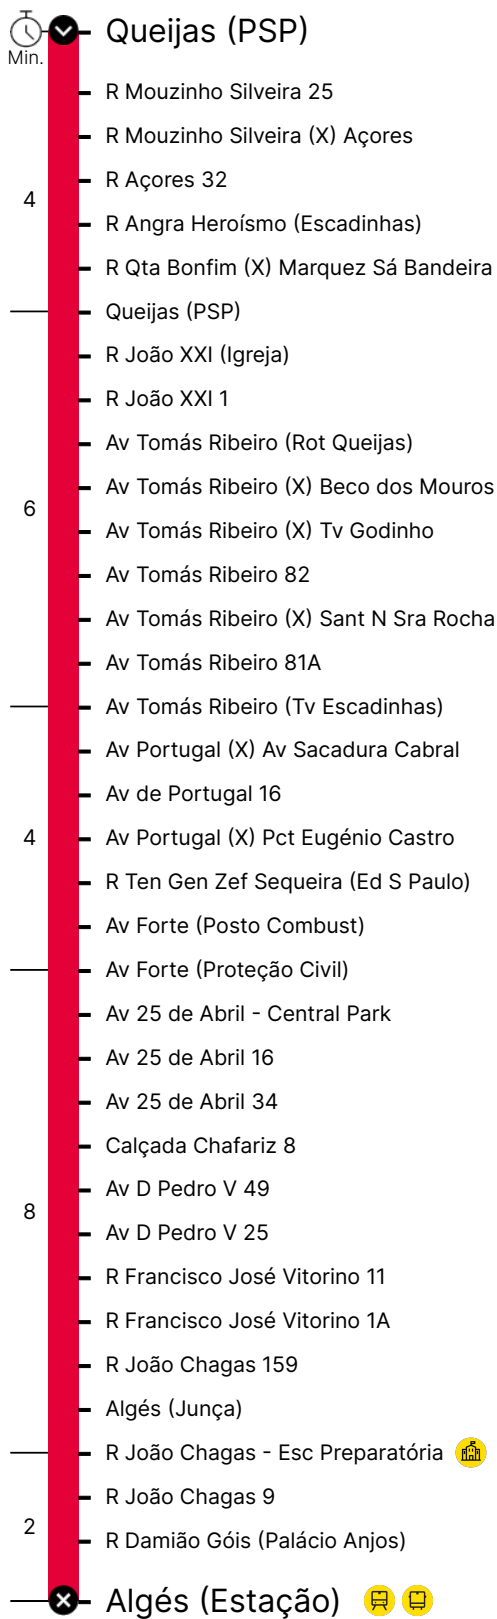 Queijas (PSP)
Min.
R Mouzinho Silveira 25
R Mouzinho Silveira (X) Açores
R Açores 32
4
R Angra Heroísmo (Escadinhas)
R Qta Bonfim (X) Marquez Sá Bandeira
Queijas (PSP)
R João XXI (Igreja)
R João XXI 1
Av Tomás Ribeiro (Rot Queijas)
Av Tomás Ribeiro (X) Beco dos Mouros
6
Av Tomás Ribeiro (X) Tv Godinho
Av Tomás Ribeiro 82
Av Tomás Ribeiro (X) Sant N Sra Rocha
Av Tomás Ribeiro 81A
Av Tomás Ribeiro (Tv Escadinhas)
Av Portugal (X) Av Sacadura Cabral
Av de Portugal 16
4
Av Portugal (X) Pct Eugénio Castro
R Ten Gen Zef Sequeira (Ed S Paulo)
Av Forte (Posto Combust)
Av Forte (Proteção Civil)
Av 25 de Abril - Central Park
Av 25 de Abril 16
Av 25 de Abril 34
Calçada Chafariz 8
Av D Pedro V 49
8
Av D Pedro V 25
R Francisco José Vitorino 11
R Francisco José Vitorino 1A
R João Chagas 159
Algés (Junça)
R João Chagas - Esc Preparatória
R João Chagas 9
2
R Damião Góis (Palácio Anjos)
Algés (Estação)